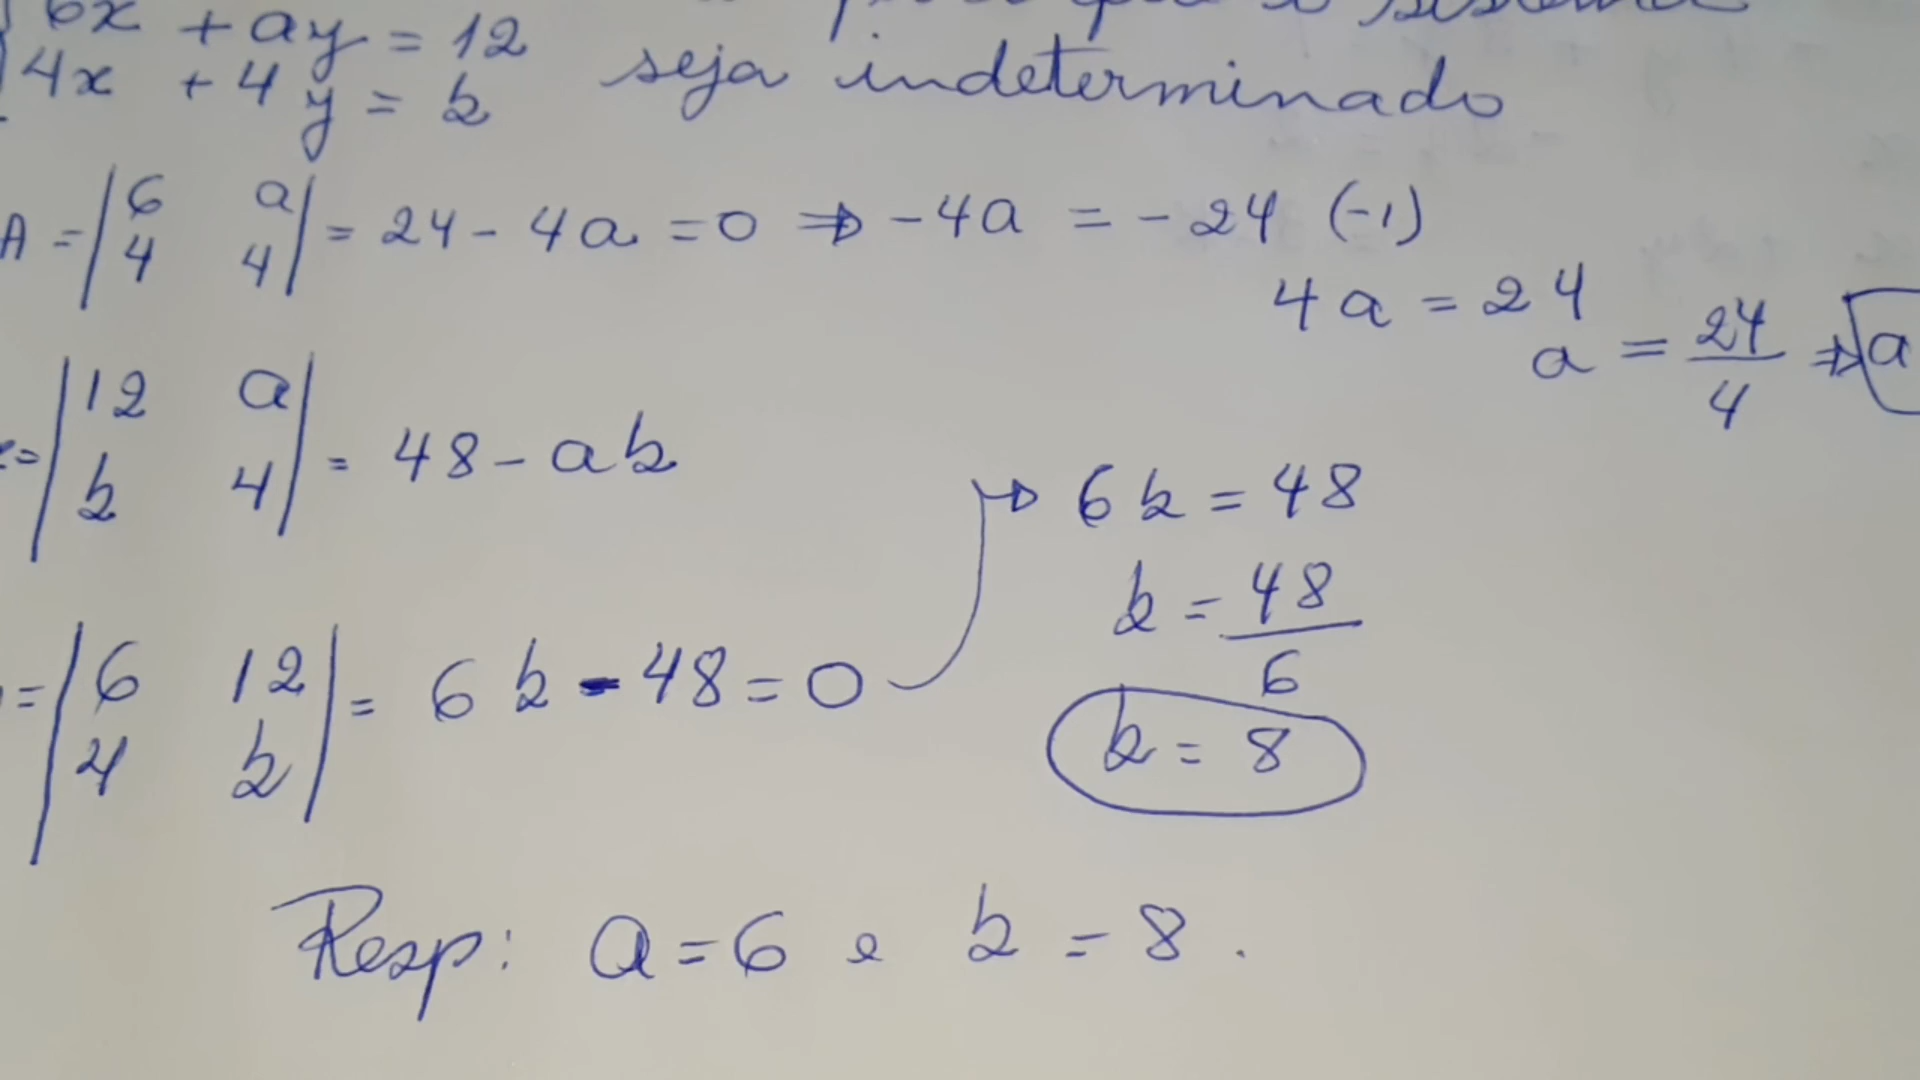 6x + ay = 12
4x + 4y = b seja indeterminado
A = |6 a| = 24 - 4a = 0 ⇒ -4a = -24 (-1)
|4 4|
4a = 24
a = 24/4 ⇒ a
= |12 a| = 48 - ab
|b 4|
= |6 12| = 6b - 48 = 0
|4 b|
→ 6b = 48
b = 48/6
b = 8
Resp: a = 6 e b = 8.